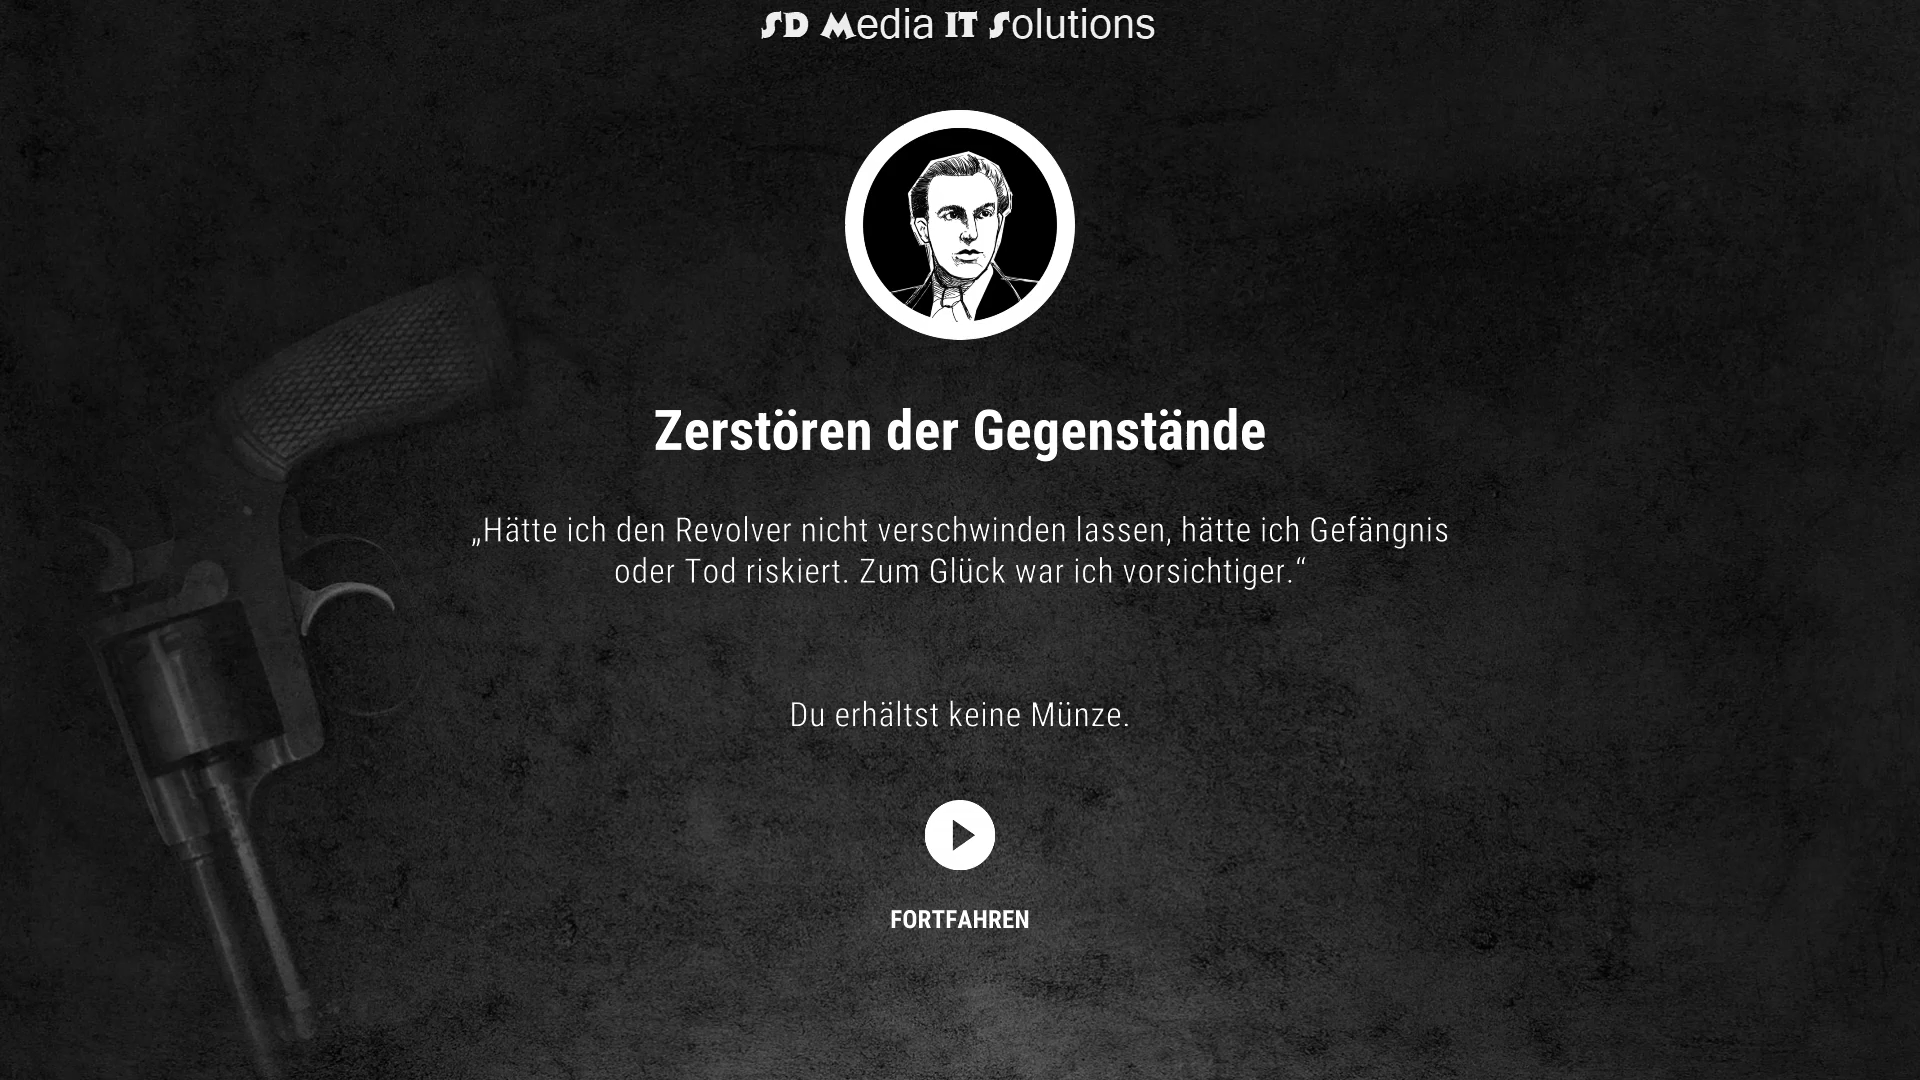 SD Media IT Solutions
Zerstören der Gegenstände
„Hätte ich den Revolver nicht verschwinden lassen, hätte ich Gefängnis
oder Tod riskiert. Zum Glück war ich vorsichtiger.“
Du erhältst keine Münze.
FORTFAHREN